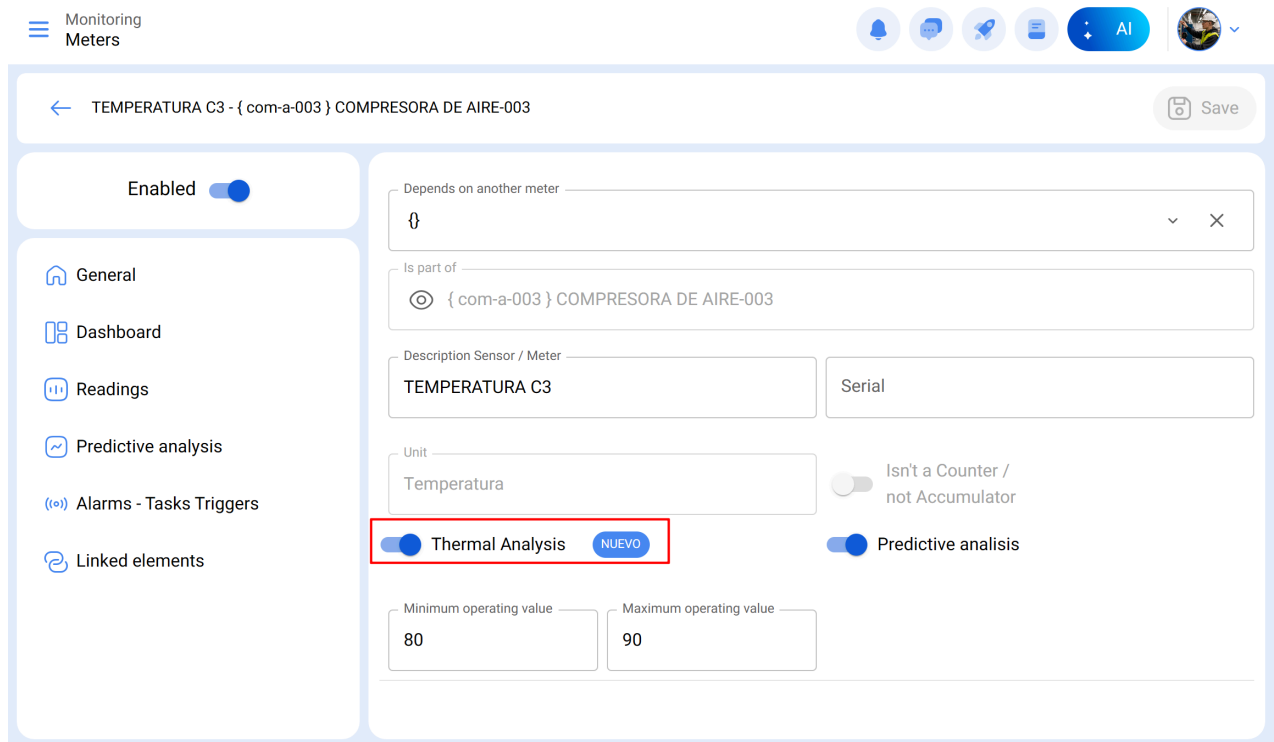 Monitoring
Meters
AI
TEMPERATURA C3 - { com-a-003 } COMPRESORA DE AIRE-003
Save
Enabled
General
Dashboard
Readings
Predictive analysis
Alarms - Tasks Triggers
Linked elements
Depends on another meter
{}
Is part of
{ com-a-003 } COMPRESORA DE AIRE-003
Description Sensor / Meter
TEMPERATURA C3
Serial
Unit
Temperatura
Isn't a Counter /
not Accumulator
Thermal Analysis
NUEVO
Predictive analisis
Minimum operating value
80
Maximum operating value
90